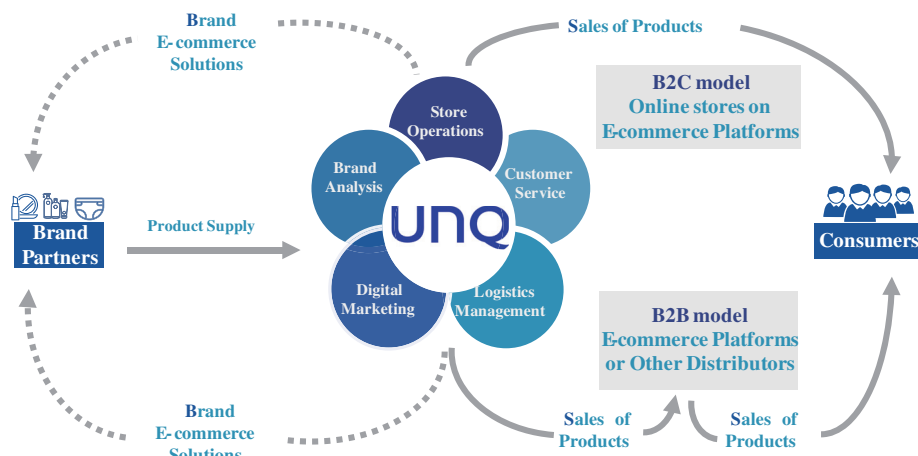 Brand
E-commerce
Solutions
Sales of Products
Store
Operations
B2C model
Online stores on
E-commerce Platforms
Brand
Analysis
Customer
Service
Brand
Partners
Product Supply
UNQ
Consumers
Digital
Marketing
Logistics
Management
B2B model
E-commerce Platforms
or Other Distributors
Brand
E-commerce
Solutions
Sales of
Products
Sales of
Products